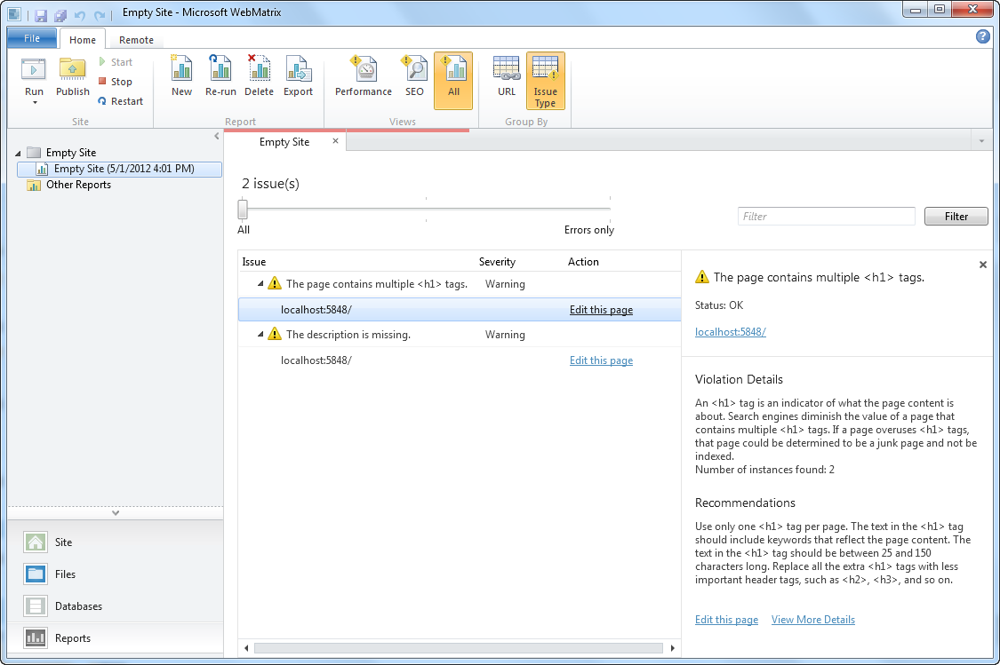 Empty Site - Microsoft WebMatrix
File Home Remote
Run
Publish
Start
Stop
Restart
Site
New
Re-run
Delete
Export
Report
Performance
SEO
All
Views
URL
Issue
Type
Group By
Empty Site
Empty Site (5/1/2012 4:01 PM)
Other Reports
Site
Files
Databases
Reports
Empty Site
2 issue(s)
All Errors only
Filter Filter
Issue Severity Action
The page contains multiple <h1> tags. Warning
localhost:5848/ Edit this page
The description is missing. Warning
localhost:5848/ Edit this page
The page contains multiple <h1> tags.
Status: OK
localhost:5848/
Violation Details
An <h1> tag is an indicator of what the page content is
about. Search engines diminish the value of a page that
contains multiple <h1> tags. If a page overuses <h1> tags,
that page could be determined to be a junk page and not be
indexed.
Number of instances found: 2
Recommendations
Use only one <h1> tag per page. The text in the <h1> tag
should include keywords that reflect the page content. The
text in the <h1> tag should be between 25 and 150
characters long. Replace all the extra <h1> tags with less
important header tags, such as <h2>, <h3>, and so on.
Edit this page View More Details